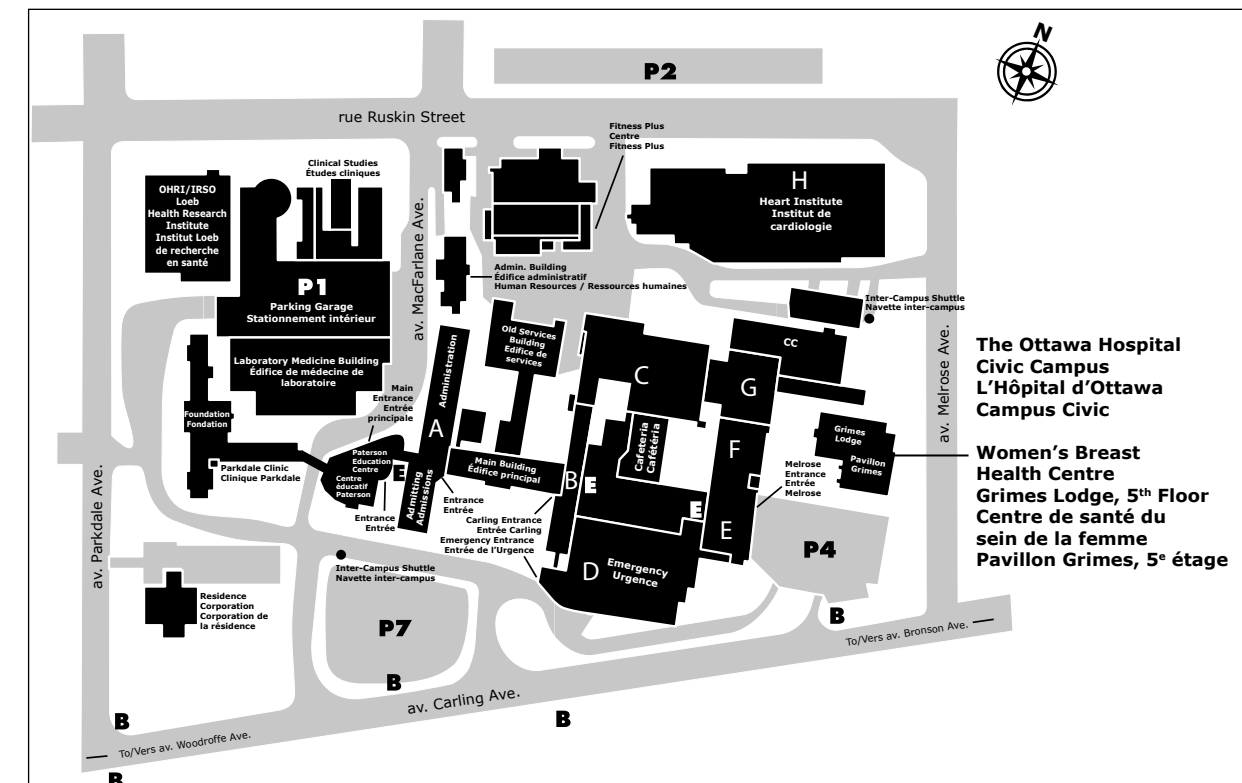 N
P2
rue Ruskin Street
Fitness Plus
Centre
Fitness Plus
Clinical Studies
Études cliniques
OHRI/IRSO
Loeb
Health Research
Institute
Institut Loeb
de recherche
en santé
H
Heart Institute
Institut de
cardiologie
av. MacFarlane Ave.
Admin. Building
Édifice administratif
Human Resources / Ressources humaines
P1
Parking Garage
Stationnement intérieur
Inter-Campus Shuttle
Navette inter-campus
Old Services
Building
Edifice de
services
Administration
A
Admitting
Admissions
CC
C
G
Laboratory Medicine Building
Édifice de médecine de
laboratoire
Main
Entrance
Entrée
principale
av. Melrose Ave.
The Ottawa Hospital
Civic Campus
L'Hôpital d'Ottawa
Campus Civic
Foundation
Fondation
Cafeteria
Cafétéria
F
Grimes
Lodge
Pavillon
Grimes
Women's Breast
Health Centre
Grimes Lodge, 5th Floor
Centre de santé du
sein de la femme
Pavillon Grimes, 5e étage
Parkdale Clinic
Clinique Parkdale
Paterson
Education
Centre
Centre
éducatif
Paterson
E
Main Building
Édifice principal
B
E
Melrose
Entrance
Entrée
Melrose
Entrance
Entrée
Entrance
Entrée
Carling Entrance
Entrée Carling
Emergency Entrance
Entrée de l'Urgence
E
E
P4
av. Parkdale Ave.
Inter-Campus Shuttle
Navette inter-campus
D
Emergency
Urgence
Residence
Corporation
Corporation de
la résidence
P7
B
To/Vers av. Bronson Ave.
B
av. Carling Ave.
B
B
To/Vers av. Woodroffe Ave.
B